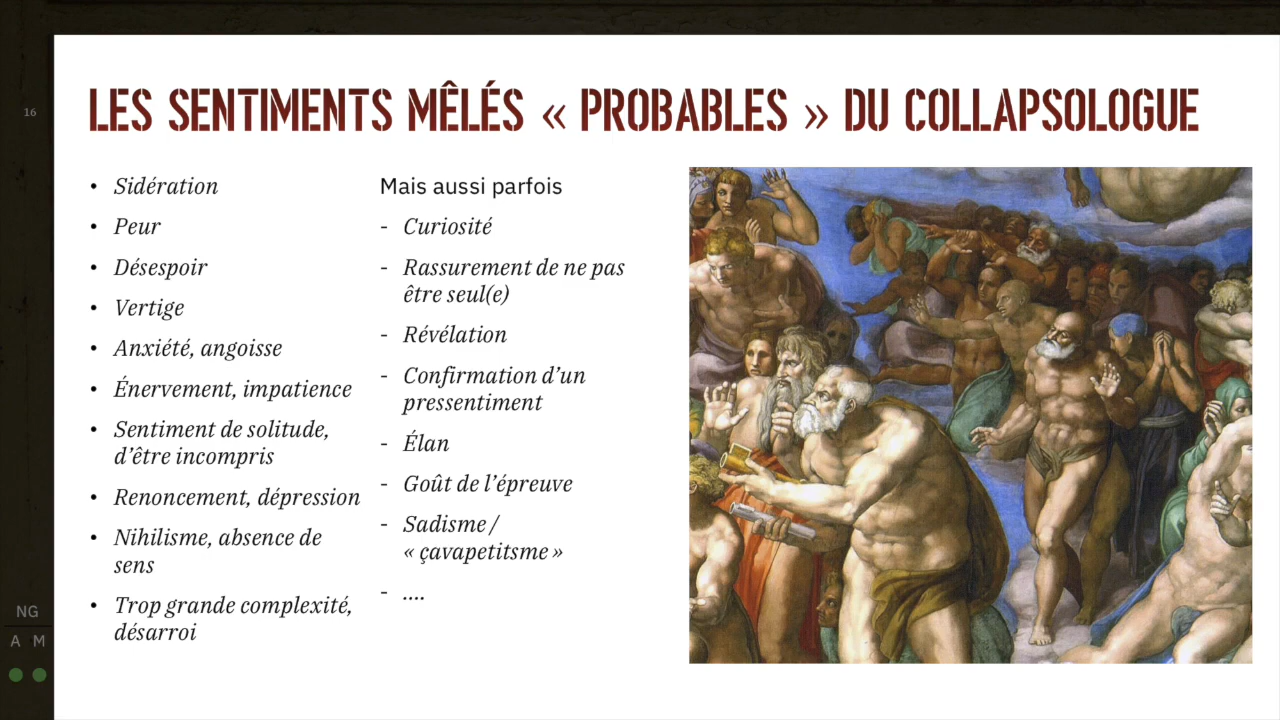 16
LES SENTIMENTS MÊLÉS « PROBABLES » DU COLLAPSOLOGUE
• Sidération
• Peur
• Désespoir
• Vertige
• Anxiété, angoisse
• Énervement, impatience
• Sentiment de solitude,
d’être incompris
• Renoncement, dépression
• Nihilisme, absence de
sens
• Trop grande complexité,
désarroi
Mais aussi parfois
- Curiosité
- Rassurement de ne pas
être seul(e)
- Révélation
- Confirmation d’un
pressentiment
- Élan
- Goût de l’épreuve
- Sadisme /
« çavapetitsme »
- ....
NG
A M